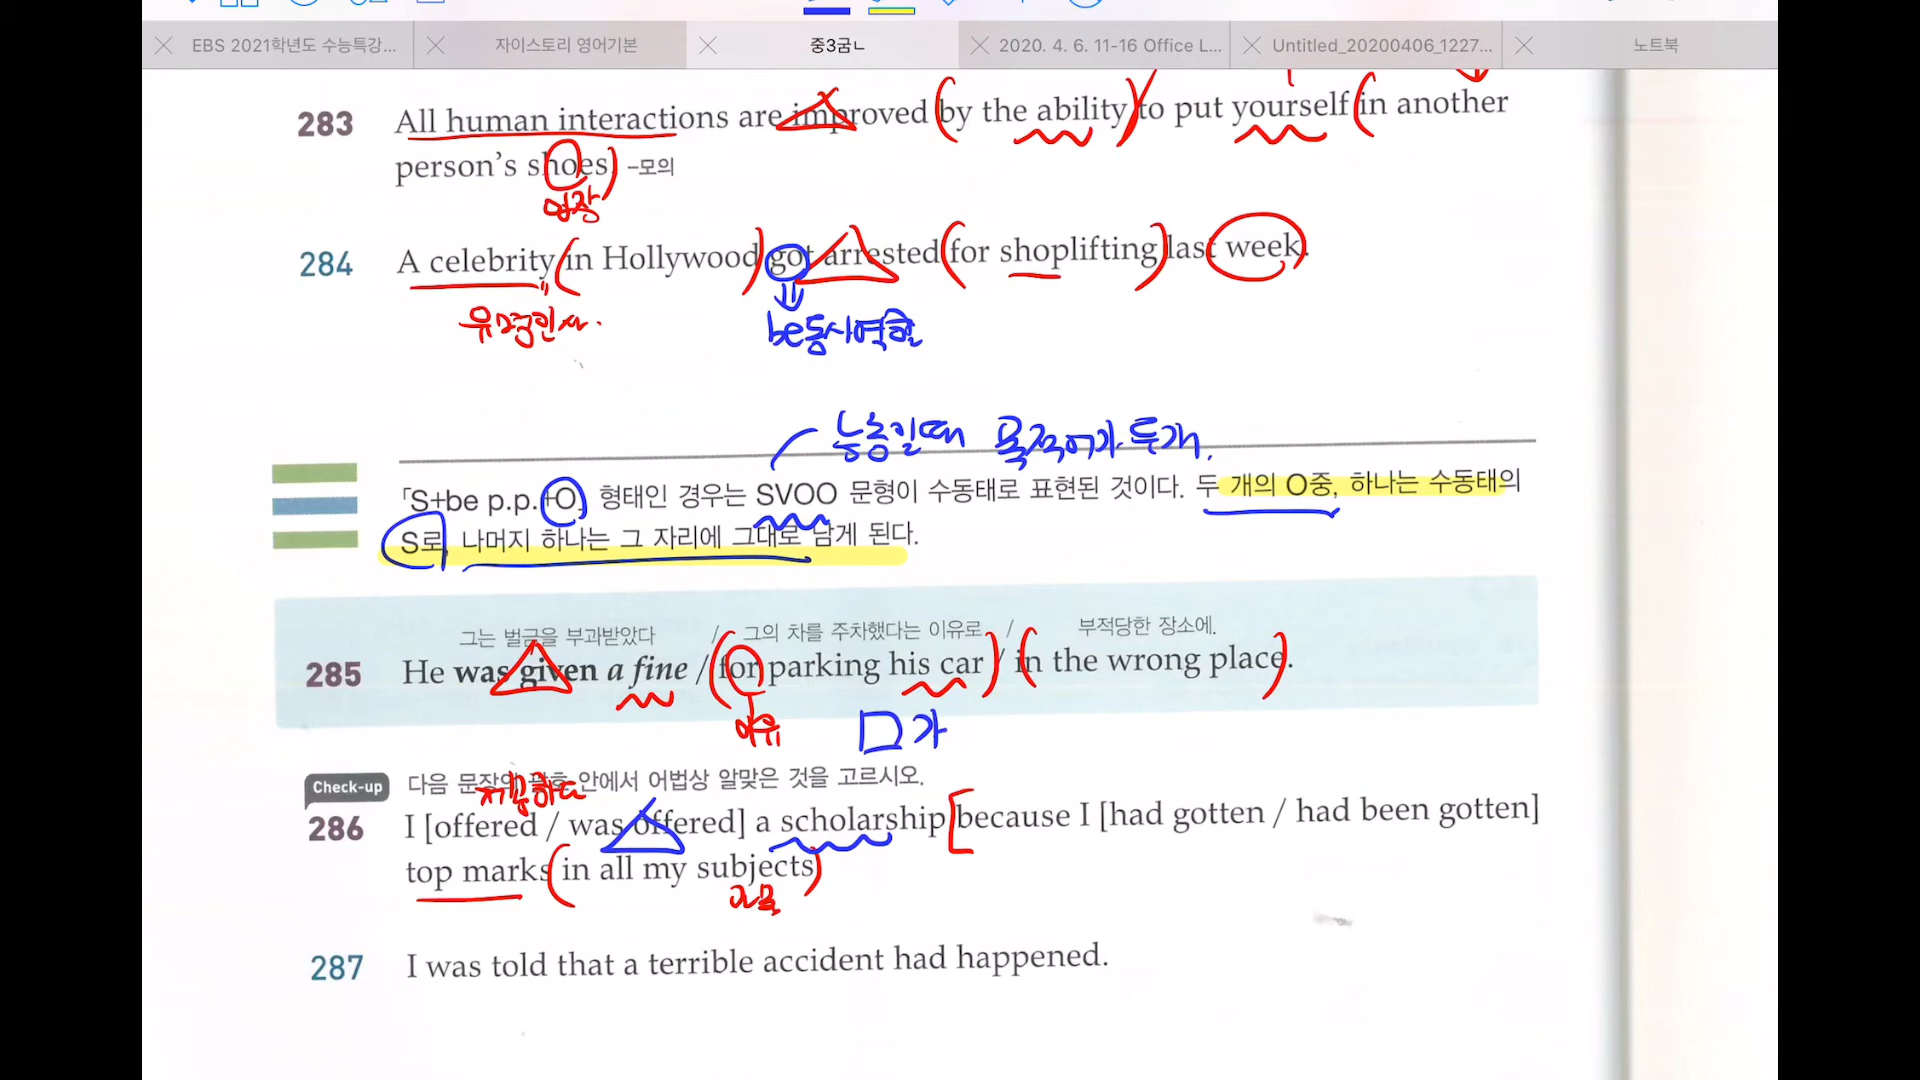 EBS 2021학년도 수능특강... 자이스토리 영어기본 중3굼ㄴ 2020. 4. 6. 11-16 Office L... Untitled_20200406_1227... 노트북
283 All human interactions are improved by the ability to put yourself in another
person's shoes. –모의
입장
284 A celebrity in Hollywood got arrested for shoplifting last week.
유명인사.
be동사역할
능동일때 목적어가 두개.
「S+be p.p.+O」 형태인 경우는 SVOO 문형이 수동태로 표현된 것이다. 두 개의 O중, 하나는 수동태의
S로, 나머지 하나는 그 자리에 그대로 남게 된다.
그는 벌금을 부과받았다 / 그의 차를 주차했다는 이유로 / 부적당한 장소에.
285 He was given a fine / for parking his car / in the wrong place.
이유 ㅁ가
Check-up 다음 문장의 괄호 안에서 어법상 알맞은 것을 고르시오.
제공하다
286 I [offered / was offered] a scholarship because I [had gotten / had been gotten]
top marks in all my subjects
과목
287 I was told that a terrible accident had happened.